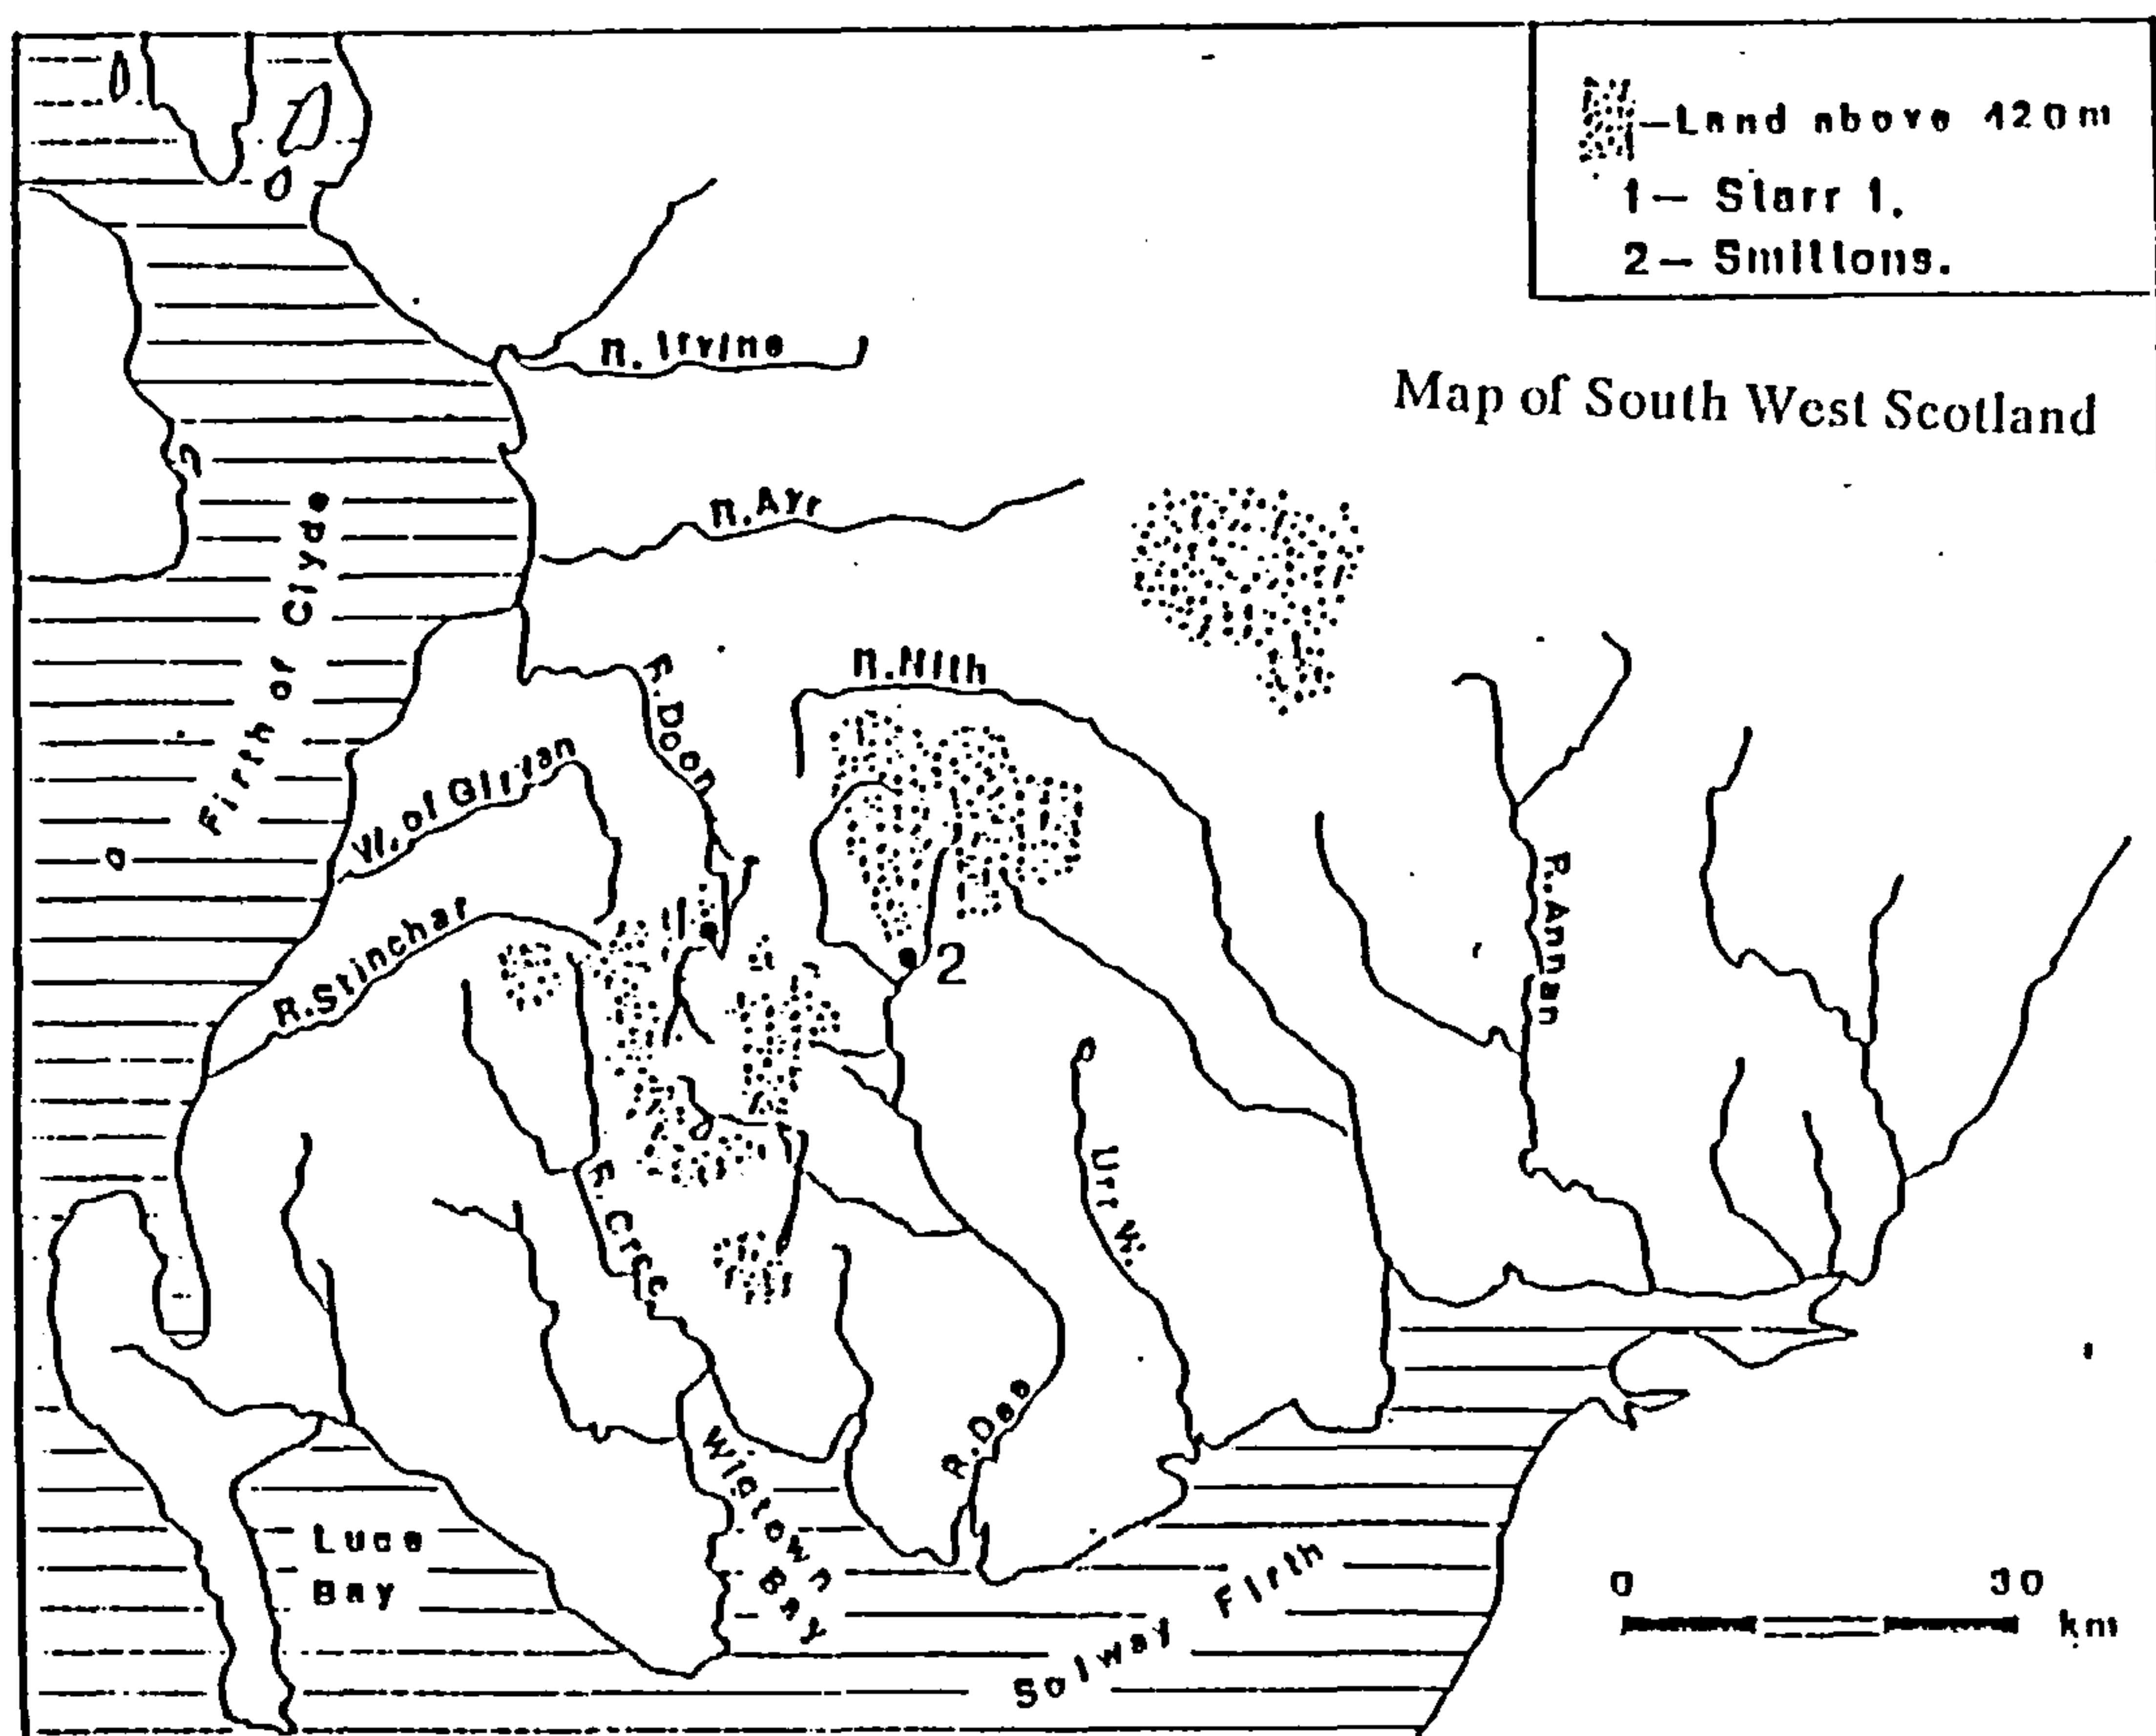 Land above 420m
1 — Starr 1.
2 — Smittons.
Map of South West Scotland
R. Irvine
R. Ayr
Firth of Clyde
R. Nith
R. Doon
W. of Girvan
R. Stinchar
1
2
R. Annan
Urr W.
R. Cree
R. Dee
Wigtown Bay
Luce
Bay
Solway Firth
0 30
km